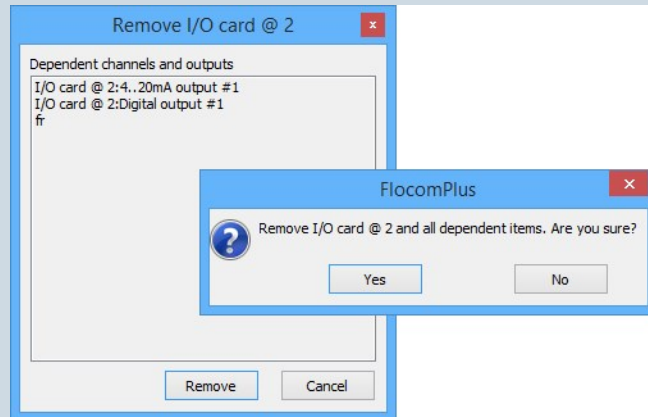 Remove I/O card @ 2
x
Dependent channels and outputs
I/O card @ 2:4..20mA output #1
I/O card @ 2:Digital output #1
fr
FlocomPlus
Remove I/O card @ 2 and all dependent items. Are you sure?
Yes
No
Remove
Cancel